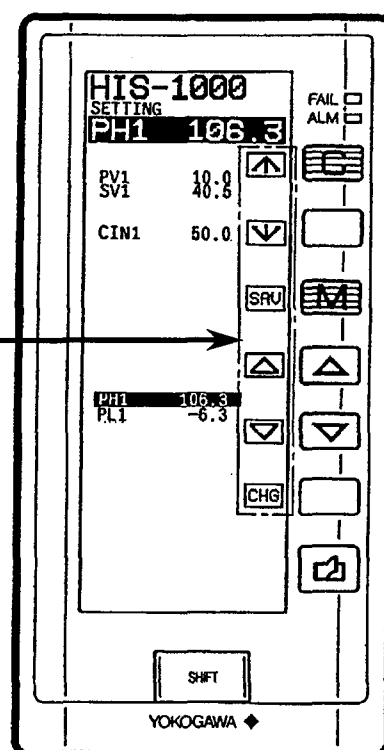 HIS-1000
SETTING
PH1 106.3
FAIL
ALM
PV1 10.0
SV1 40.5
CIN1 50.0
SRV
PH1 106.3
PL1 -6.3
CHG
C
M
SHIFT
YOKOGAWA